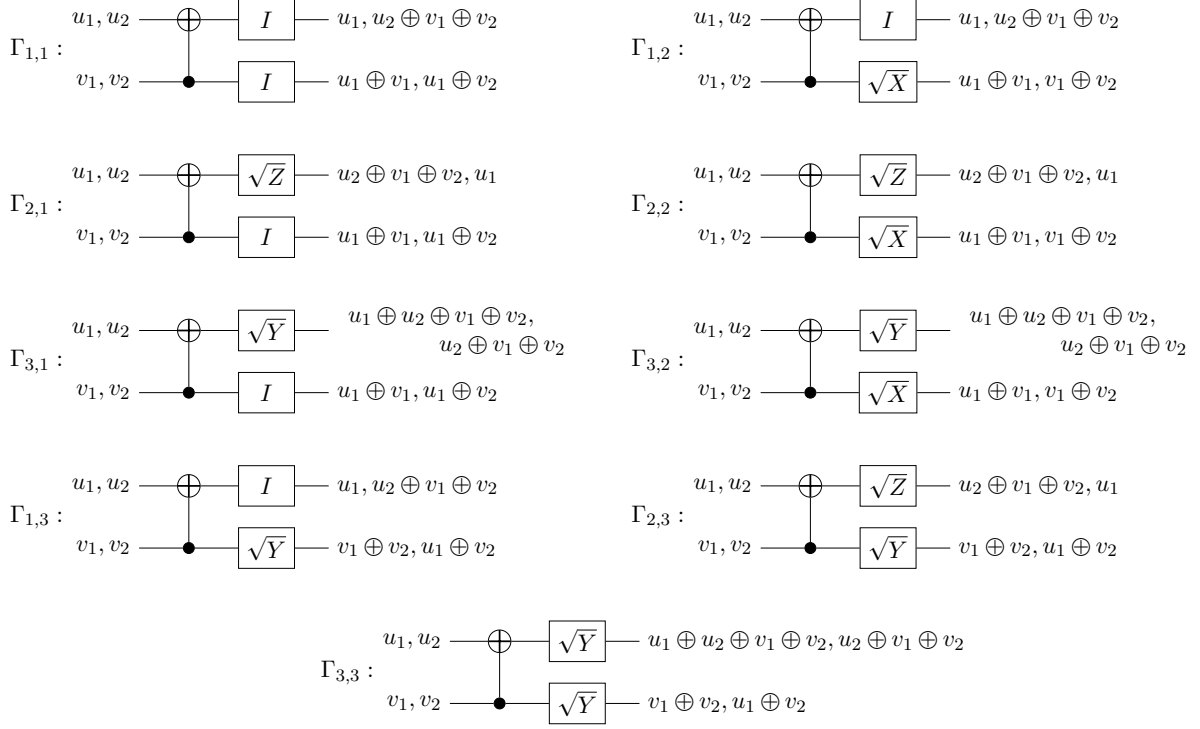 u₁, u₂ I u₁, u₂ ⊕ v₁ ⊕ v₂
Γ₁,₁ :
v₁, v₂ I u₁ ⊕ v₁, u₁ ⊕ v₂
u₁, u₂ I u₁, u₂ ⊕ v₁ ⊕ v₂
Γ₁,₂ :
v₁, v₂ √X u₁ ⊕ v₁, v₁ ⊕ v₂
u₁, u₂ √Z u₂ ⊕ v₁ ⊕ v₂, u₁
Γ₂,₁ :
v₁, v₂ I u₁ ⊕ v₁, u₁ ⊕ v₂
u₁, u₂ √Z u₂ ⊕ v₁ ⊕ v₂, u₁
Γ₂,₂ :
v₁, v₂ √X u₁ ⊕ v₁, v₁ ⊕ v₂
u₁, u₂ √Y u₁ ⊕ u₂ ⊕ v₁ ⊕ v₂,
u₂ ⊕ v₁ ⊕ v₂
Γ₃,₁ :
v₁, v₂ I u₁ ⊕ v₁, u₁ ⊕ v₂
u₁, u₂ √Y u₁ ⊕ u₂ ⊕ v₁ ⊕ v₂,
u₂ ⊕ v₁ ⊕ v₂
Γ₃,₂ :
v₁, v₂ √X u₁ ⊕ v₁, v₁ ⊕ v₂
u₁, u₂ I u₁, u₂ ⊕ v₁ ⊕ v₂
Γ₁,₃ :
v₁, v₂ √Y v₁ ⊕ v₂, u₁ ⊕ v₂
u₁, u₂ √Z u₂ ⊕ v₁ ⊕ v₂, u₁
Γ₂,₃ :
v₁, v₂ √Y v₁ ⊕ v₂, u₁ ⊕ v₂
u₁, u₂ √Y u₁ ⊕ u₂ ⊕ v₁ ⊕ v₂, u₂ ⊕ v₁ ⊕ v₂
Γ₃,₃ :
v₁, v₂ √Y v₁ ⊕ v₂, u₁ ⊕ v₂